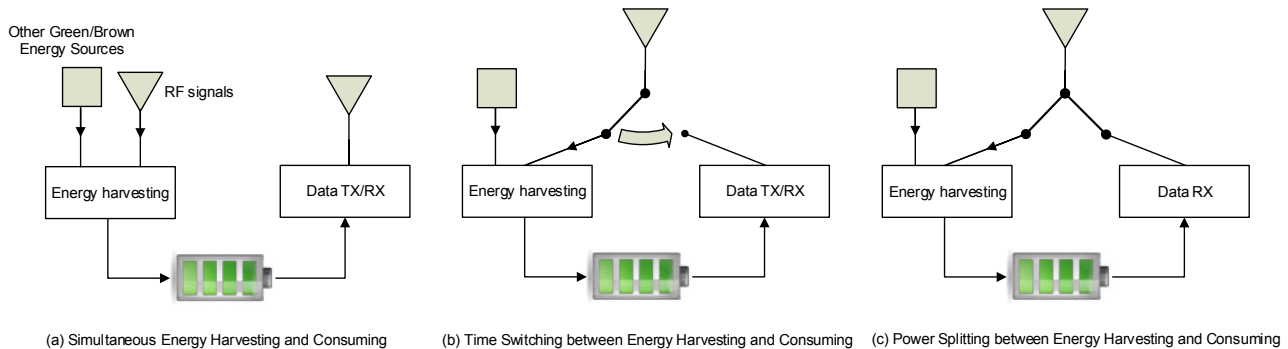 Other Green/Brown
Energy Sources
RF signals
Energy harvesting
Data TX/RX
(a) Simultaneous Energy Harvesting and Consuming
Energy harvesting
Data TX/RX
(b) Time Switching between Energy Harvesting and Consuming
Energy harvesting
Data RX
(c) Power Splitting between Energy Harvesting and Consuming